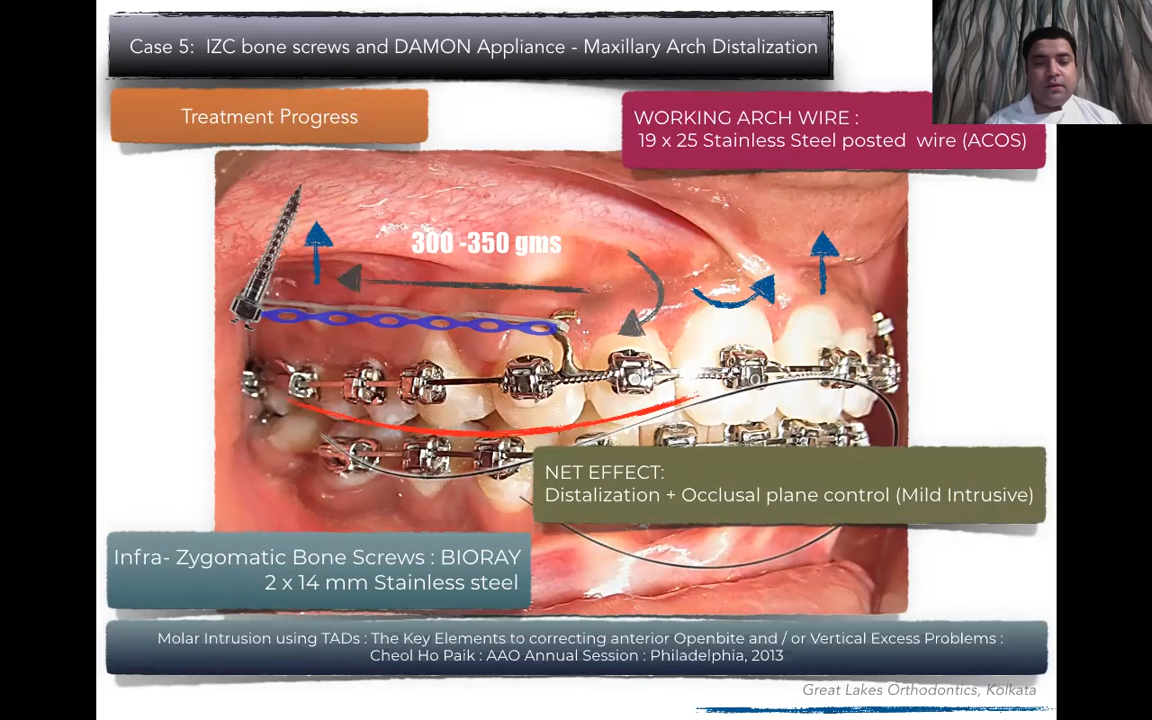 Case 5: IZC bone screws and DAMON Appliance - Maxillary Arch Distalization
Treatment Progress
WORKING ARCH WIRE :
19 x 25 Stainless Steel posted wire (ACOS)
300 -350 gms
NET EFFECT:
Distalization + Occlusal plane control (Mild Intrusive)
Infra- Zygomatic Bone Screws : BIORAY
2 x 14 mm Stainless steel
Molar Intrusion using TADs : The Key Elements to correcting anterior Openbite and / or Vertical Excess Problems :
Cheol Ho Paik : AAO Annual Session : Philadelphia, 2013
Great Lakes Orthodontics, Kolkata